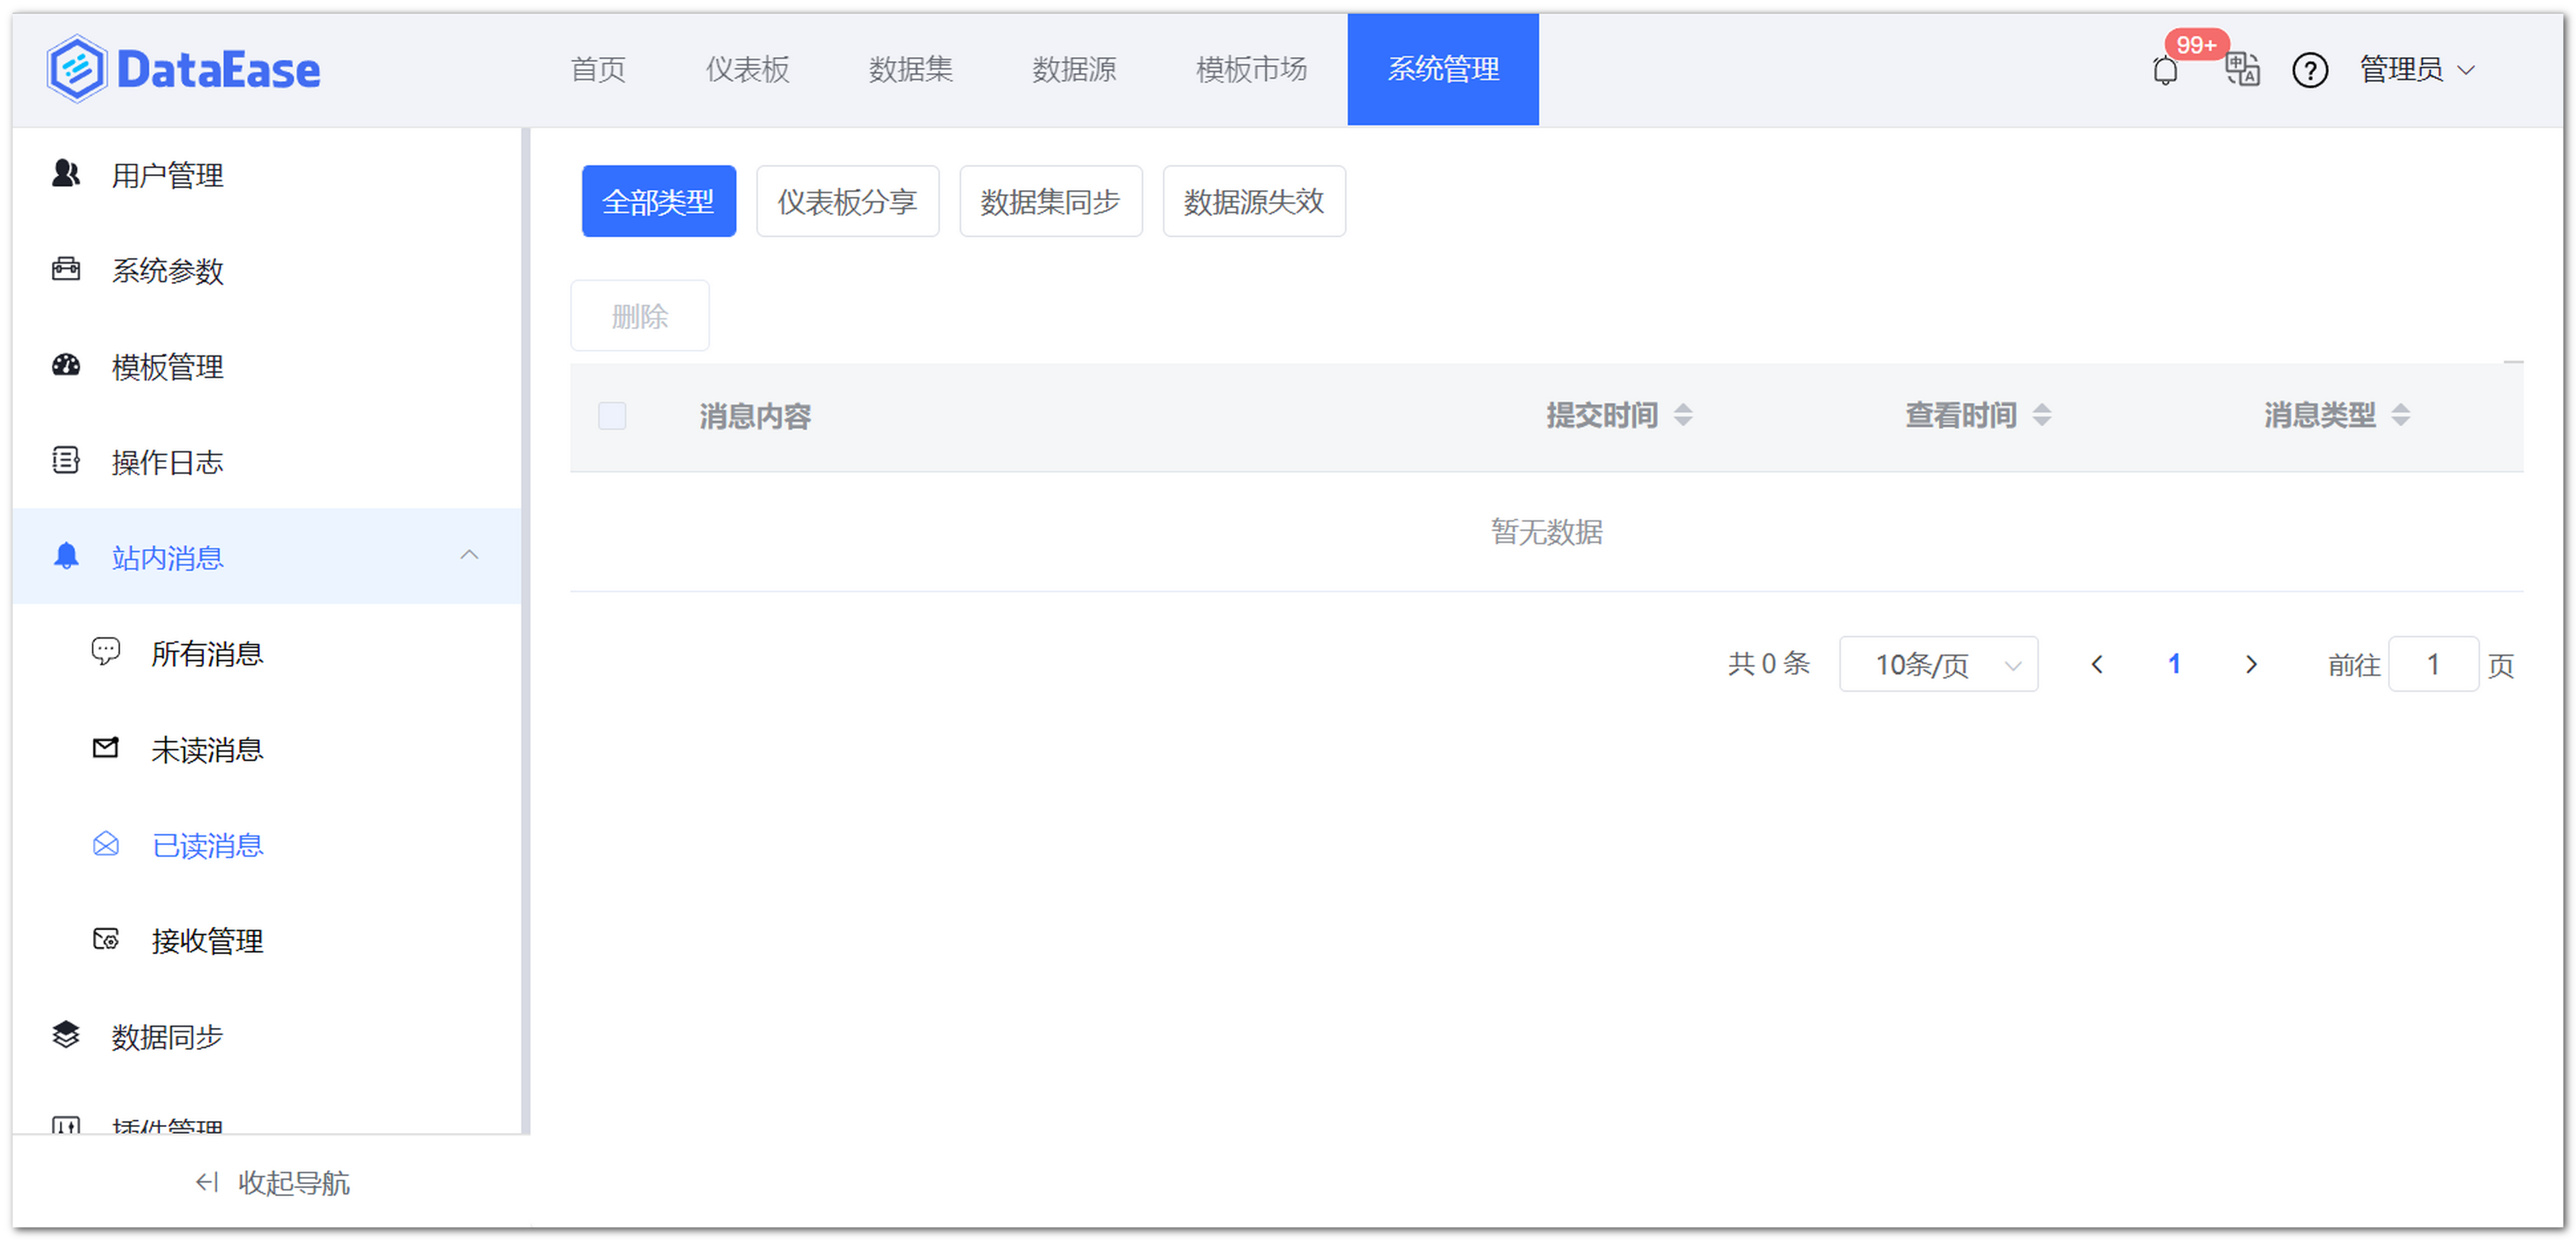 DataEase 首页 仪表板 数据集 数据源 模板市场 系统管理 99+ 中 A ? 管理员
用户管理
系统参数
模板管理
操作日志
站内消息
所有消息
未读消息
已读消息
接收管理
数据同步
插件管理
收起导航
全部类型 仪表板分享 数据集同步 数据源失效
删除
消息内容 提交时间 查看时间 消息类型
暂无数据
共 0 条 10条/页 1 前往 1 页